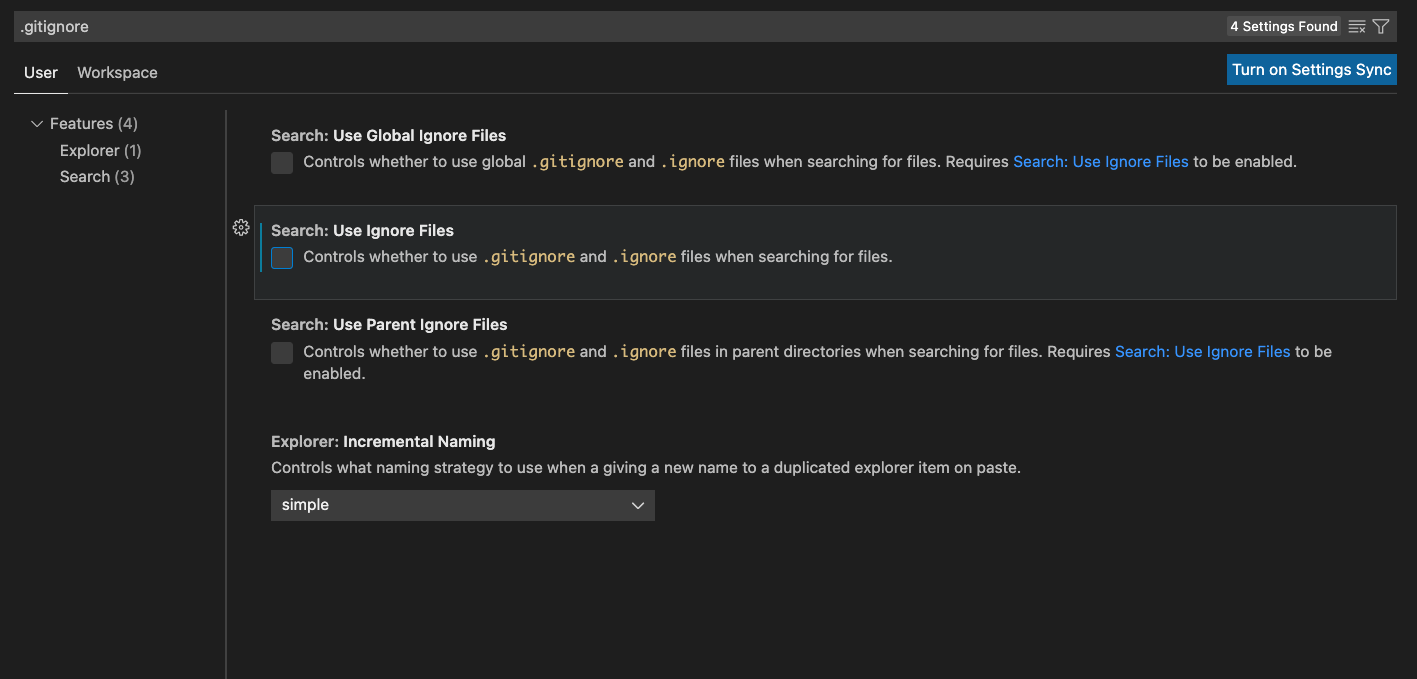 .gitignore
4 Settings Found
User Workspace
Turn on Settings Sync
Features (4)
Explorer (1)
Search (3)
Search: Use Global Ignore Files
Controls whether to use global .gitignore and .ignore files when searching for files. Requires Search: Use Ignore Files to be enabled.
Search: Use Ignore Files
Controls whether to use .gitignore and .ignore files when searching for files.
Search: Use Parent Ignore Files
Controls whether to use .gitignore and .ignore files in parent directories when searching for files. Requires Search: Use Ignore Files to be
enabled.
Explorer: Incremental Naming
Controls what naming strategy to use when a giving a new name to a duplicated explorer item on paste.
simple